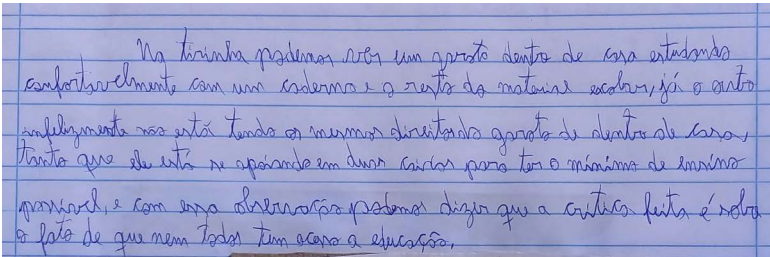 Na tirinha podemos ver um garoto dentro de casa estudando
confortavelmente com um caderno e o resto do material escolar, já o outro
infelizmente não está tendo os mesmos direitos do garoto de dentro de casa,
tanto que ele está se apoiando em duas caixas para ter o mínimo de ensino
possível, e com essa observação podemos dizer que a crítica feita é sobre
o fato de que nem todos tem acesso a educação.